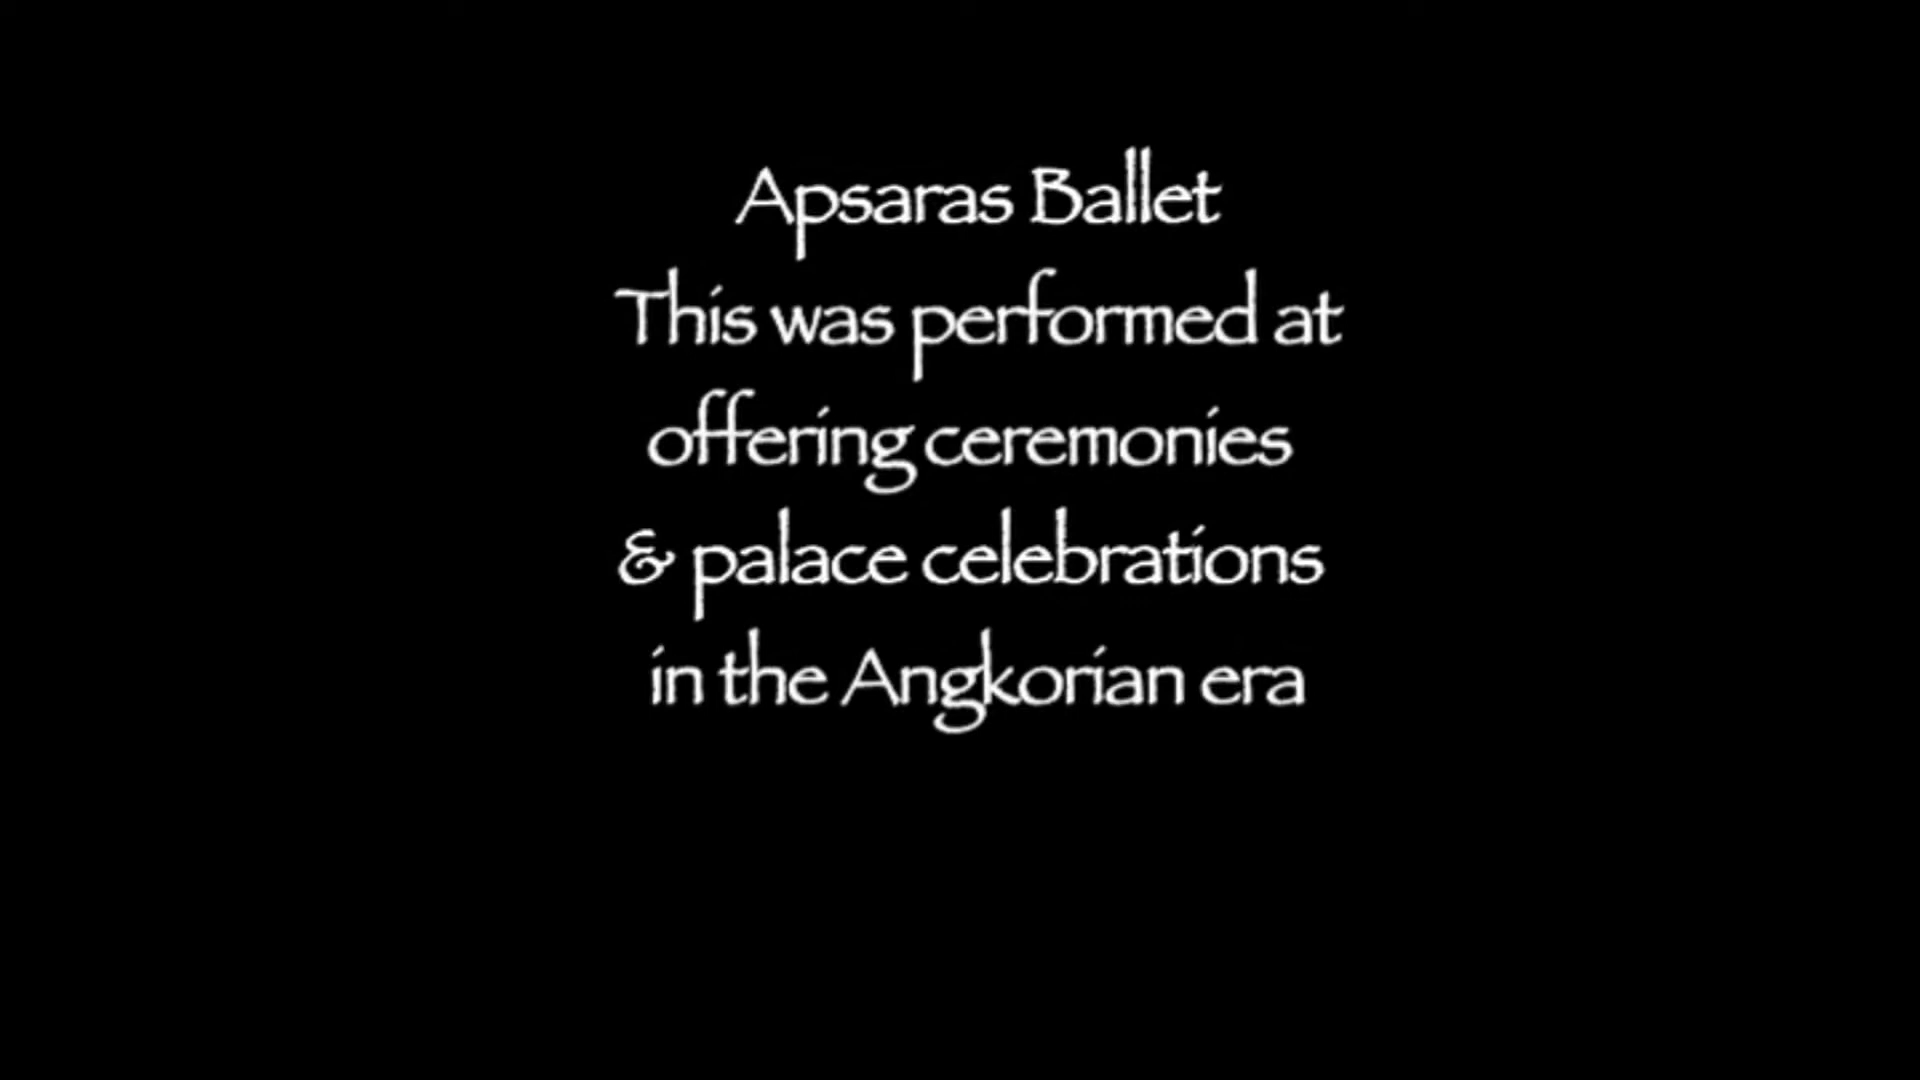 Apsaras Ballet
This was performed at
offering ceremonies
& palace celebrations
in the Angkorian era